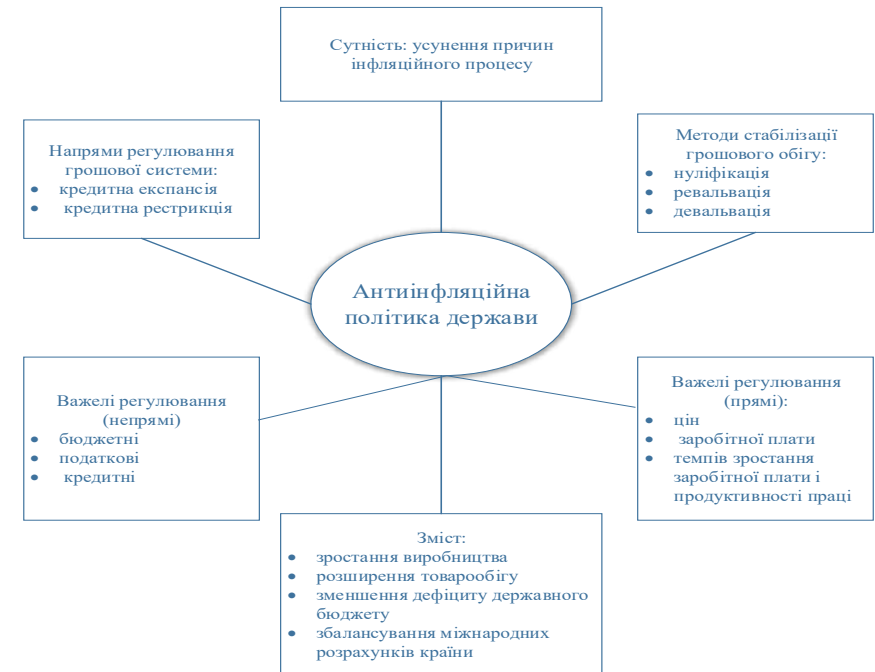 Сутність: усунення причин
інфляційного процесу
Напрями регулювання
грошової системи:
• кредитна експансія
• кредитна рестрикція
Методи стабілізації
грошового обігу:
• нуліфікація
• ревальвація
• девальвація
Антиінфляційна
політика держави
Важелі регулювання
(непрямі)
• бюджетні
• податкові
• кредитні
Важелі регулювання
(прямі):
• цін
• заробітної плати
• темпів зростання
заробітної плати і
продуктивності праці
Зміст:
• зростання виробництва
• розширення товарообігу
• зменшення дефіциту державного
бюджету
• збалансування міжнародних
розрахунків країни